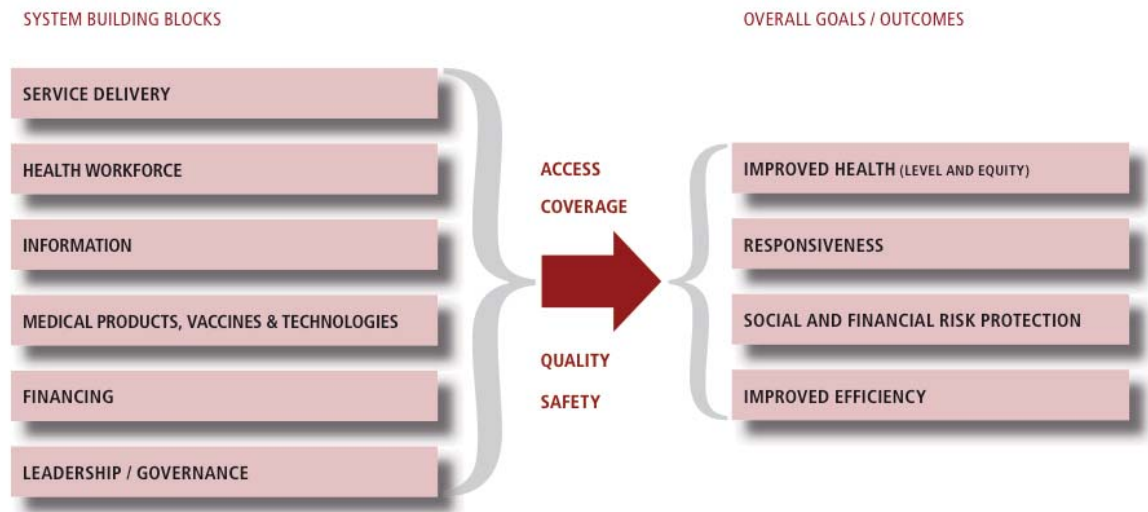 SYSTEM BUILDING BLOCKS
SERVICE DELIVERY
HEALTH WORKFORCE
INFORMATION
MEDICAL PRODUCTS, VACCINES & TECHNOLOGIES
FINANCING
LEADERSHIP / GOVERNANCE
ACCESS
COVERAGE
QUALITY
SAFETY
OVERALL GOALS / OUTCOMES
IMPROVED HEALTH (LEVEL AND EQUITY)
RESPONSIVENESS
SOCIAL AND FINANCIAL RISK PROTECTION
IMPROVED EFFICIENCY